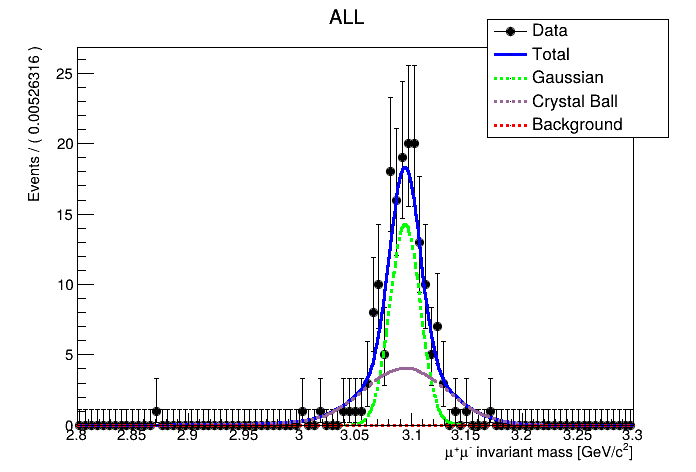 ALL
Data
Total
Gaussian
Crystal Ball
Background
Events / ( 0.00526316 )
25
20
15
10
5
0
2.8 2.85 2.9 2.95 3 3.05 3.1 3.15 3.2 3.25 3.3
μ⁺μ⁻ invariant mass [GeV/c²]